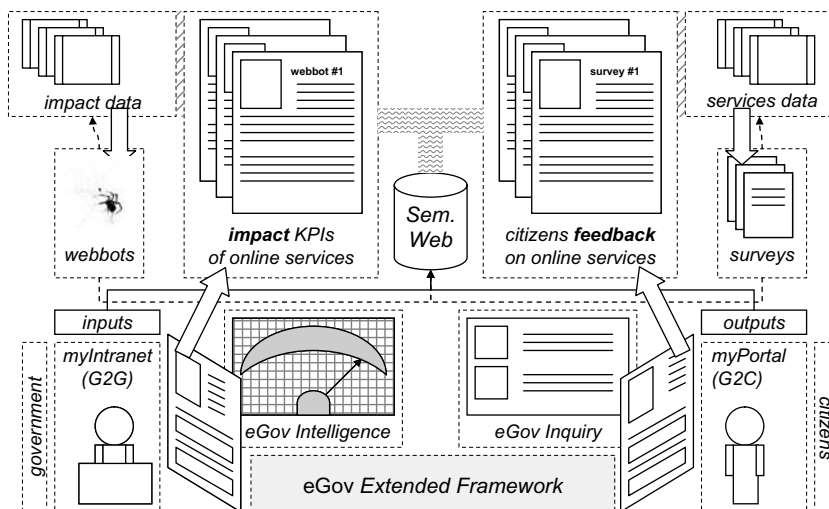 webbot #1
survey #1
impact data
services data
Sem.
Web
webbots
impact KPIs
of online services
citizens feedback
on online services
surveys
inputs
outputs
government
myIntranet
(G2G)
eGov Intelligence
eGov Inquiry
myPortal
(G2C)
citizens
eGov Extended Framework